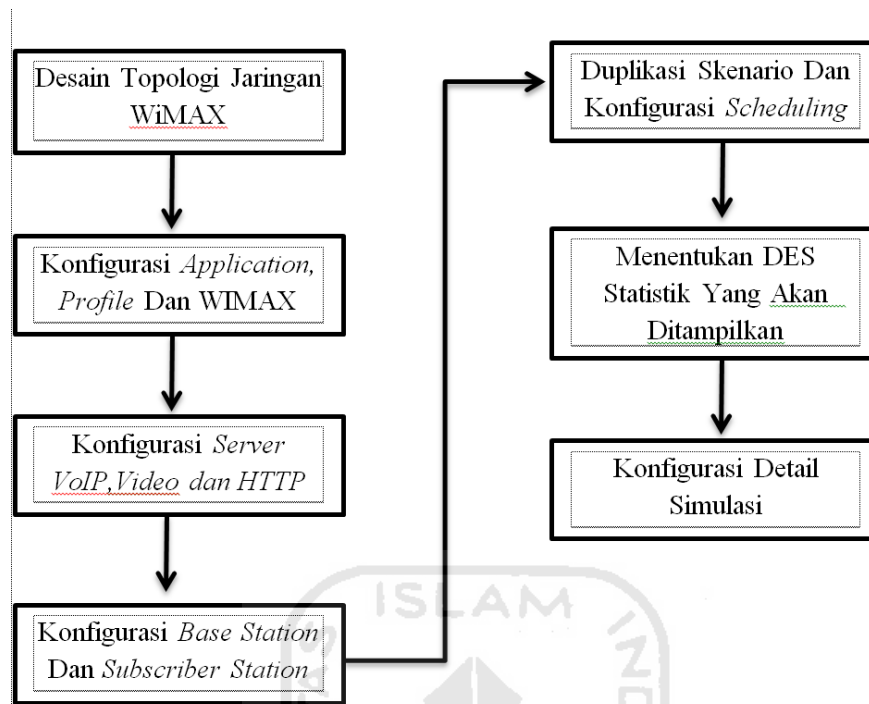 Desain Topologi Jaringan
WiMAX
Konfigurasi Application,
Profile Dan WIMAX
Konfigurasi Server
VoIP,Video dan HTTP
Konfigurasi Base Station
Dan Subscriber Station
Duplikasi Skenario Dan
Konfigurasi Scheduling
Menentukan DES
Statistik Yang Akan
Ditampilkan
Konfigurasi Detail
Simulasi
ISLAM